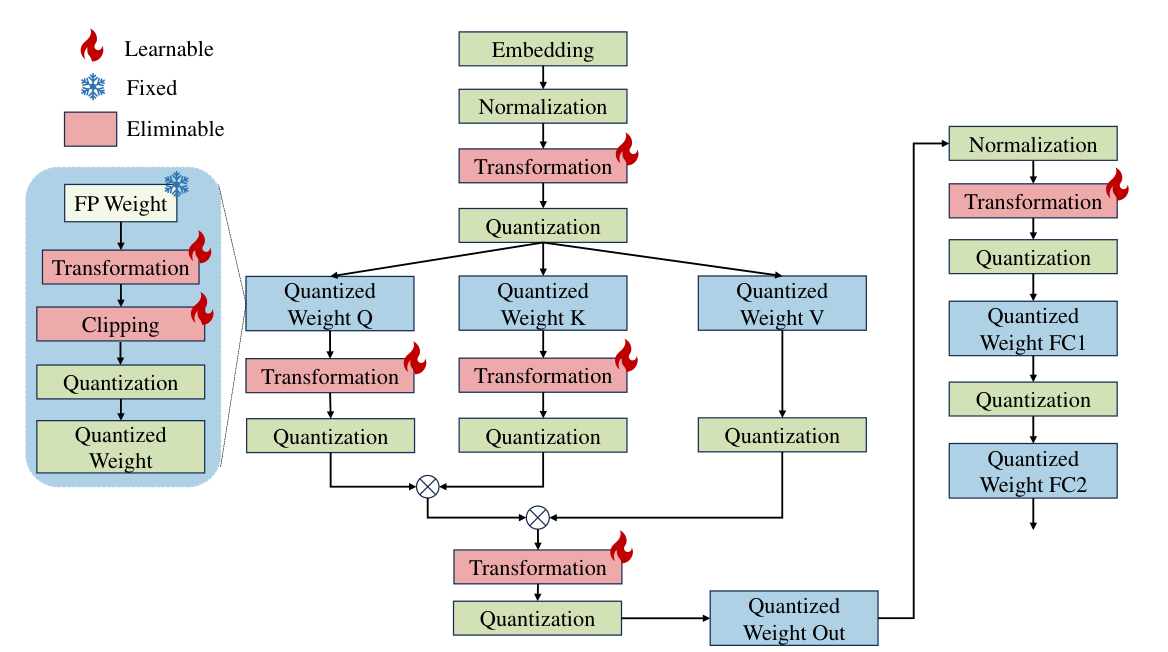 Learnable
Fixed
Eliminable
FP Weight
Transformation
Clipping
Quantization
Quantized
Weight
Embedding
Normalization
Transformation
Quantization
Quantized
Weight Q
Transformation
Quantization
Quantized
Weight K
Transformation
Quantization
Quantized
Weight V
Quantization
Transformation
Quantization
Quantized
Weight Out
Normalization
Transformation
Quantization
Quantized
Weight FC1
Quantization
Quantized
Weight FC2